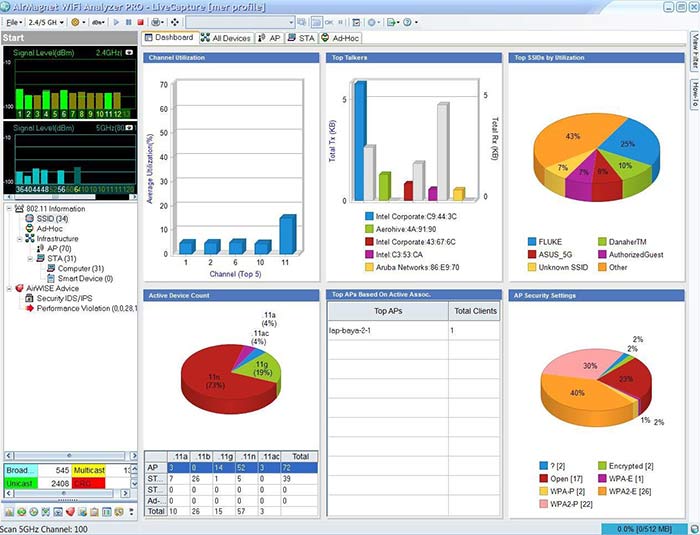 AirMagnet WiFi Analyzer PRO - LiveCapture [mer profile]
File 2.4/5 GH OK
Start
Dashboard All Devices AP STA Ad-Hoc
View Filter
How-To
Signal Level(dBm) 2.4GHz(
-10
-100
1 2 3 4 5 6 7 8 9 10 11 12 13
Signal Level(dBm) 5GHz(80
-10
-100
36 40 44 48 52 56 60 64 10 10 10 10 10 12
802.11 Information
SSID (34)
Ad-Hoc
Infrastructure
AP (70)
STA (31)
Computer (31)
Smart Device (0)
AirWISE Advice
Security IDS/IPS
Performance Violation (0,0,28,1
Broad... 545 Multicast
Unicast 2408 CRC
Scan 5GHz Channel: 100
Channel Utilization
Average Utilization(%)
70
60
50
40
30
20
10
0
1 2 6 10 11
Channel (Top 5)
Top Talkers
Total Tx (KB)
5
0
5
0
Total Rx (KB)
Intel Corporate:C9:44:3C
Aerohive:4A:91:90
Intel Corporate:43:67:6C
Intel:C3:53:CA
Aruba Networks:86:E9:70
Top SSIDs by Utilization
43%
25%
10%
8%
7%
7%
FLUKE DanaherTM
ASUS_5G AuthorizedGuest
Unknown SSID Other
Active Device Count
.11a
(4%)
.11ac
(4%)
11g
(19%)
11n
(73%)
.11a .11b .11g .11n .11ac Total
AP 3 0 14 52 3 72
ST... 7 26 1 5 0 39
ST... 0 0 0 0 0 0
Ad-... 0 0 0 0 0 0
Total 10 26 15 57 3
Top APs Based On Active Assoc.
Top APs Total Clients
lap-baya-2-1 1
AP Security Settings
2%
2%
30%
23%
40%
1%
2%
? [2] Encrypted [2]
Open [17] WPA-E [1]
WPA-P [2] WPA2-E [26]
WPA2-P [22]
0.0% [0/512 MB]